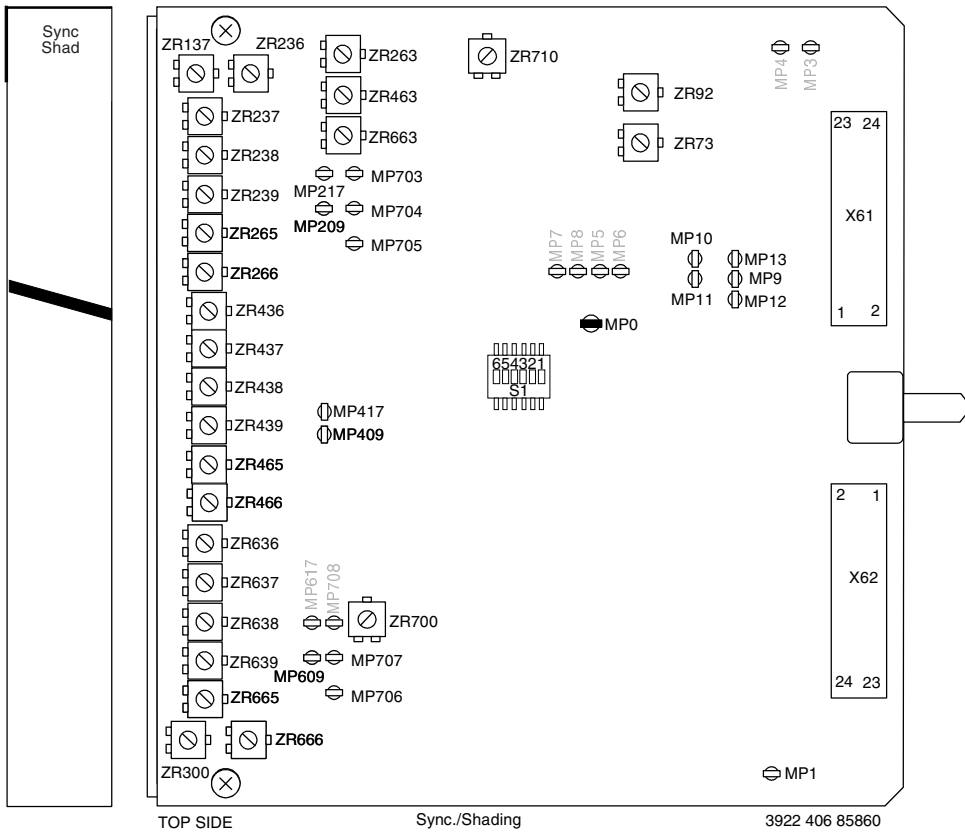 Sync
Shad
ZR137
ZR236
ZR263
ZR710
MP4
MP3
ZR463
ZR92
ZR237
23 24
ZR663
ZR73
ZR238
MP703
MP217
ZR239
MP704
X61
MP209
ZR265
MP705
MP7
MP8
MP5
MP6
MP10
MP13
ZR266
MP9
MP11
MP12
ZR436
1 2
MP0
ZR437
654321
ZR438
S1
MP417
ZR439
MP409
ZR465
ZR466
2 1
ZR636
MP617
MP708
ZR637
X62
ZR638
ZR700
ZR639
MP707
MP609
24 23
ZR665
MP706
ZR666
ZR300
MP1
TOP SIDE
Sync./Shading
3922 406 85860